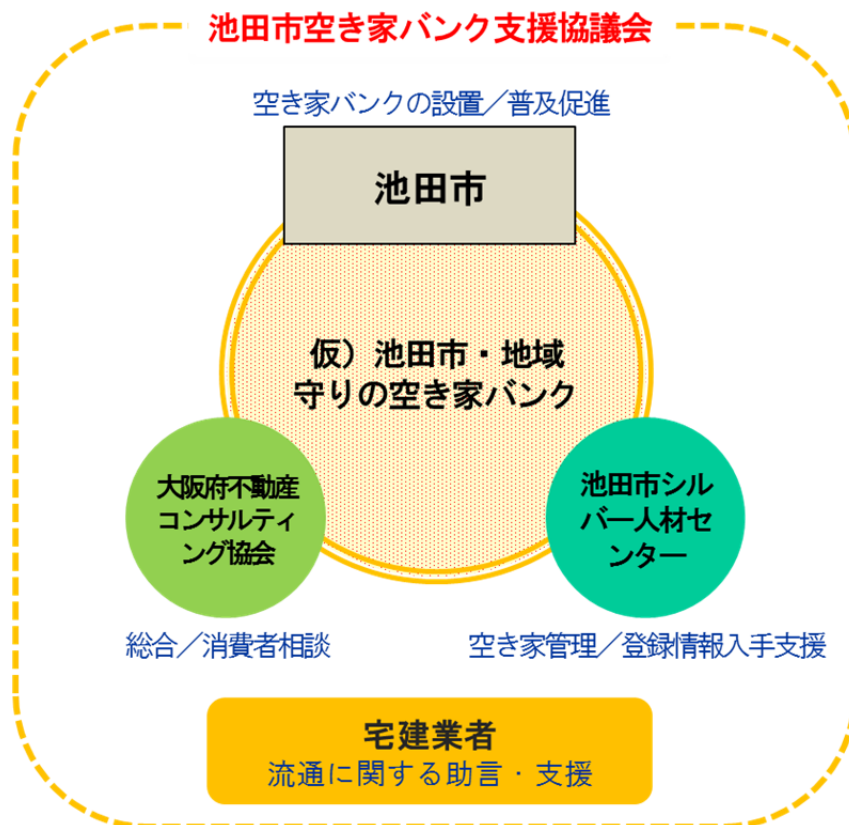 池田市空き家バンク支援協議会
空き家バンクの設置／普及促進
池田市
仮）池田市・地域
守りの空き家バンク
大阪府不動産
コンサルティ
ング協会
池田市シル
バー人材セ
ンター
総合／消費者相談
空き家管理／登録情報入手支援
宅建業者
流通に関する助言・支援